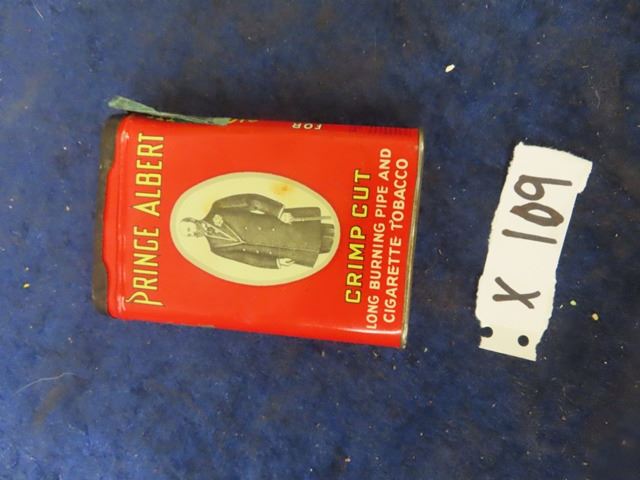 PRINCE ALBERT
CRIMP CUT
LONG BURNING PIPE AND
CIGARETTE TOBACCO
FOR
X 109